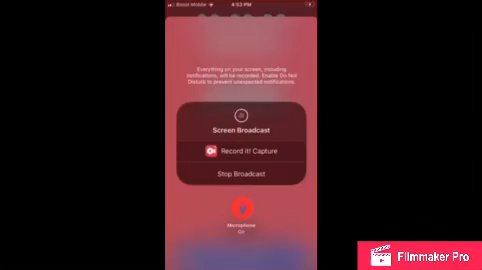 Boost Mobile
4:53 PM
Everything on your screen, including
notifications, will be recorded. Enable Do Not
Disturb to prevent unexpected notifications.
Screen Broadcast
Record it! Capture
Stop Broadcast
Microphone
On
Filmmaker Pro